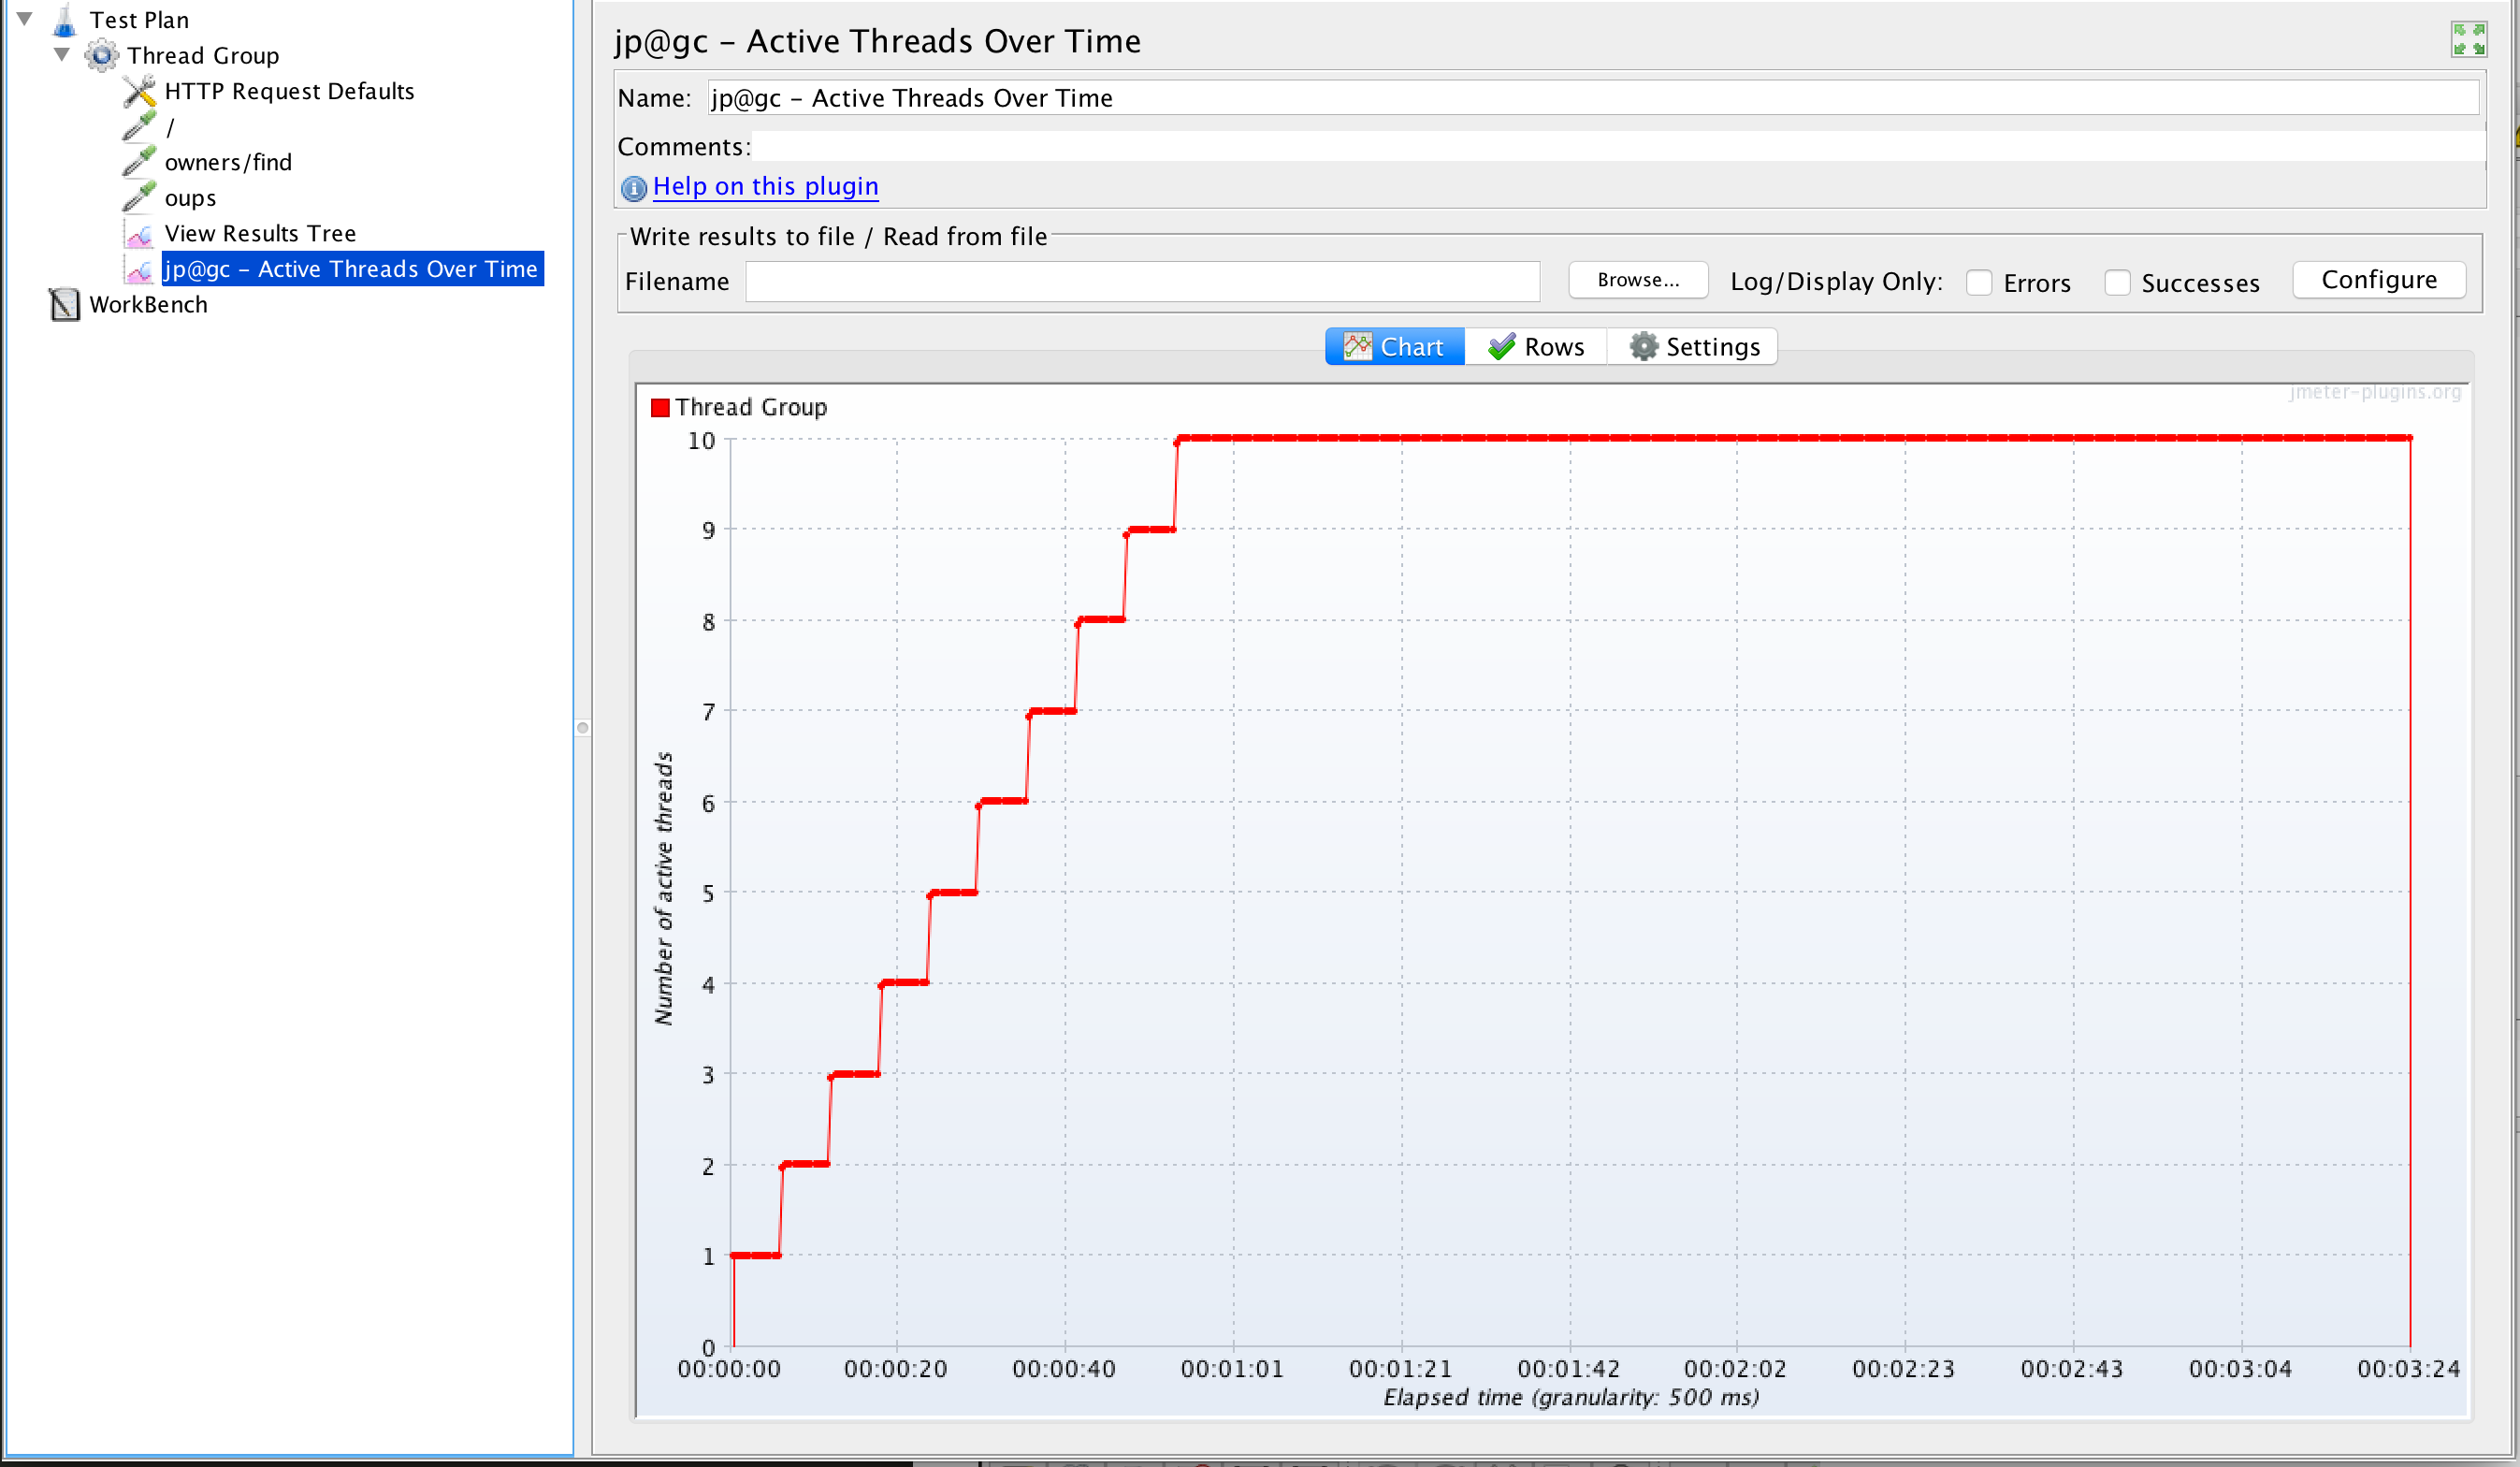 Test Plan
Thread Group
HTTP Request Defaults
/
owners/find
oups
View Results Tree
jp@gc – Active Threads Over Time
WorkBench
jp@gc – Active Threads Over Time
Name: jp@gc – Active Threads Over Time
Comments:
Help on this plugin
Write results to file / Read from file
Filename Browse... Log/Display Only: Errors Successes Configure
Chart Rows Settings
jmeter-plugins.org
Thread Group
10
9
8
7
6
5
4
3
2
1
0
Number of active threads
00:00:00 00:00:20 00:00:40 00:01:01 00:01:21 00:01:42 00:02:02 00:02:23 00:02:43 00:03:04 00:03:24
Elapsed time (granularity: 500 ms)